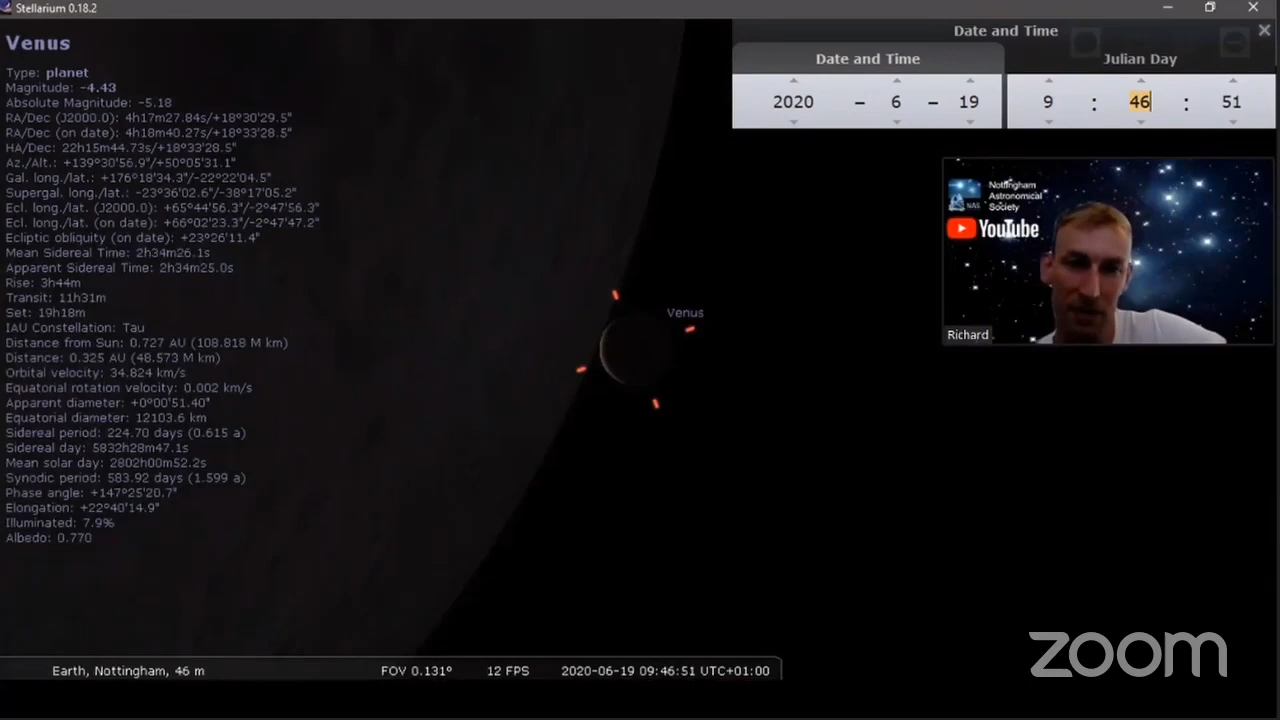 Stellarium 0.18.2
Venus
Type: planet
Magnitude: -4.43
Absolute Magnitude: -5.18
RA/Dec (J2000.0): 4h17m27.84s/+18°30'29.5"
RA/Dec (on date): 4h18m40.27s/+18°33'28.5"
HA/Dec: 22h15m44.73s/+18°33'28.5"
Az./Alt.: +139°30'56.9"/+50°05'31.1"
Gal. long./lat.: +176°18'34.3"/-22°22'04.5"
Supergal. long./lat.: -23°36'02.6"/-38°17'05.2"
Ecl. long./lat. (J2000.0): +65°44'56.3"/-2°47'56.3"
Ecl. long./lat. (on date): +66°02'23.3"/-2°47'47.2"
Ecliptic obliquity (on date): +23°26'11.4"
Mean Sidereal Time: 2h34m26.1s
Apparent Sidereal Time: 2h34m25.0s
Rise: 3h44m
Transit: 11h31m
Set: 19h18m
IAU Constellation: Tau
Distance from Sun: 0.727 AU (108.818 M km)
Distance: 0.325 AU (48.573 M km)
Orbital velocity: 34.824 km/s
Equatorial rotation velocity: 0.002 km/s
Apparent diameter: +0°00'51.40"
Equatorial diameter: 12103.6 km
Sidereal period: 224.70 days (0.615 a)
Sidereal day: 5832h28m47.1s
Mean solar day: 2802h00m52.2s
Synodic period: 583.92 days (1.599 a)
Phase angle: +147°25'20.7"
Elongation: +22°40'14.9"
Illuminated: 7.9%
Albedo: 0.770
Venus
Date and Time
Date and Time Julian Day
2020 - 6 - 19 9 : 46 : 51
Nottingham
Astronomical
Society
NAS
YouTube
Richard
zoom
Earth, Nottingham, 46 m FOV 0.131° 12 FPS 2020-06-19 09:46:51 UTC+01:00